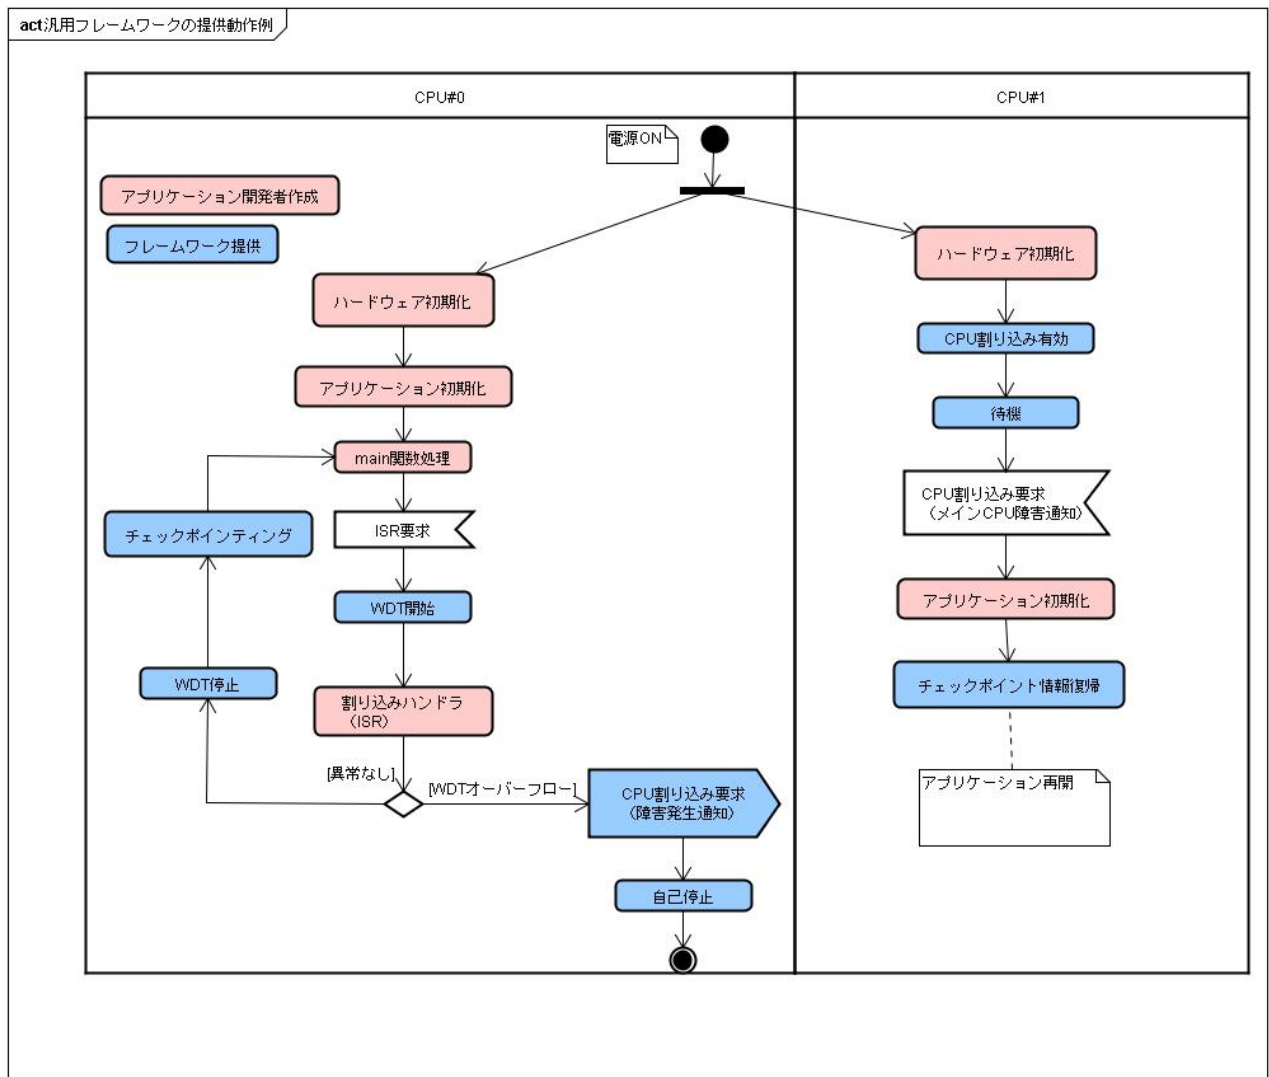 act汎用フレームワークの提供動作例
CPU#0
CPU#1
電源ON
アプリケーション開発者作成
フレームワーク提供
ハードウェア初期化
アプリケーション初期化
main関数処理
ISR要求
チェックポインティング
WDT開始
WDT停止
割り込みハンドラ
（ISR）
[異常なし]
[WDTオーバーフロー]
CPU割り込み要求
（障害発生通知）
自己停止
ハードウェア初期化
CPU割り込み有効
待機
CPU割り込み要求
（メインCPU障害通知）
アプリケーション初期化
チェックポイント情報復帰
アプリケーション再開